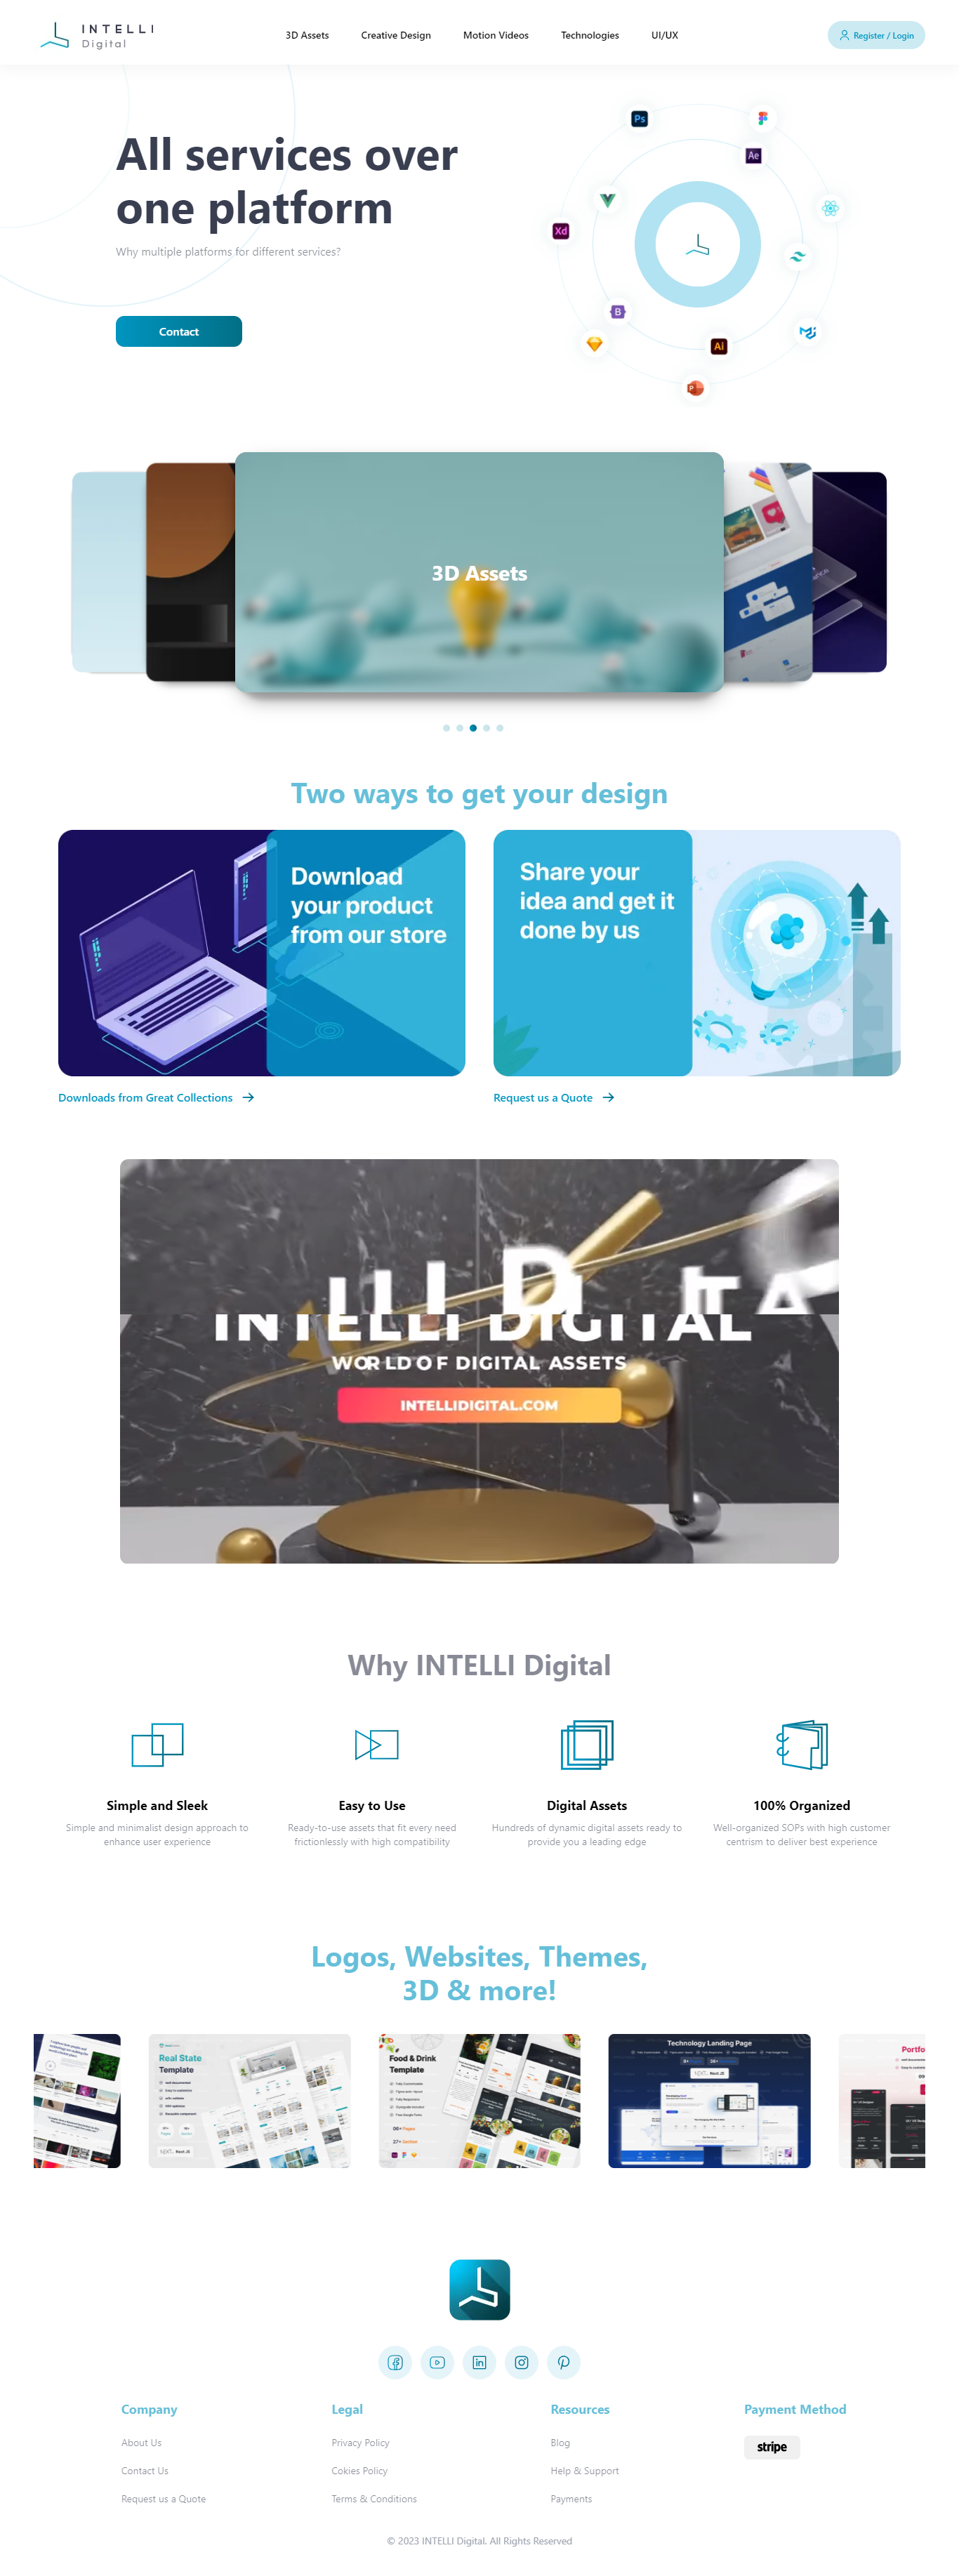 INTELLI
Digital
3D Assets
Creative Design
Motion Videos
Technologies
UI/UX
Register / Login
All services over
one platform
Why multiple platforms for different services?
Contact
Ps
Ae
Xd
B
Ai
P
3D Assets
Two ways to get your design
Download
your product
from our store
Share your
idea and get it
done by us
Downloads from Great Collections
Request us a Quote
INTELLI DIGITAL
WORLD OF DIGITAL ASSETS
INTELLIDIGITAL.COM
Why INTELLI Digital
Simple and Sleek
Simple and minimalist design approach to
enhance user experience
Easy to Use
Ready-to-use assets that fit every need
frictionlessly with high compatibility
Digital Assets
Hundreds of dynamic digital assets ready to
provide you a leading edge
100% Organized
Well-organized SOPs with high customer
centrism to deliver best experience
Logos, Websites, Themes,
3D & more!
Real State
Template
Food & Drink
Template
Technology Landing Page
Portfo
Company
About Us
Contact Us
Request us a Quote
Legal
Privacy Policy
Cokies Policy
Terms & Conditions
Resources
Blog
Help & Support
Payments
Payment Method
stripe
© 2023 INTELLI Digital. All Rights Reserved